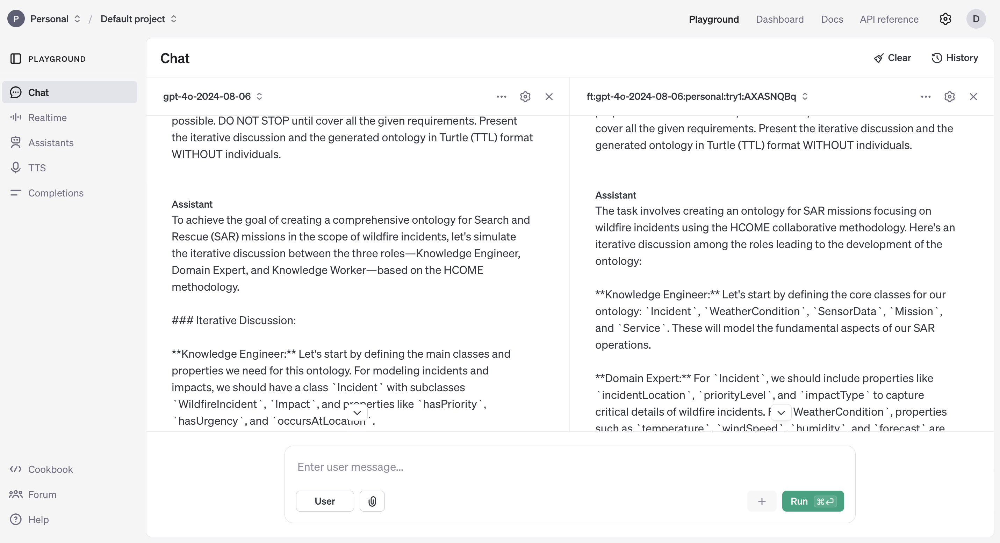 P Personal / Default project
Playground Dashboard Docs API reference D
PLAYGROUND
Chat
Realtime
Assistants
TTS
Completions
Cookbook
Forum
Help
Chat
Clear History
gpt-4o-2024-08-06
possible. DO NOT STOP until cover all the given requirements. Present
the iterative discussion and the generated ontology in Turtle (TTL) format
WITHOUT individuals.
Assistant
To achieve the goal of creating a comprehensive ontology for Search and
Rescue (SAR) missions in the scope of wildfire incidents, let's simulate
the iterative discussion between the three roles—Knowledge Engineer,
Domain Expert, and Knowledge Worker—based on the HCOME
methodology.
### Iterative Discussion:
**Knowledge Engineer:** Let's start by defining the main classes and
properties we need for this ontology. For modeling incidents and
impacts, we should have a class `Incident` with subclasses
`WildfireIncident`, `Impact`, and properties like `hasPriority`,
`hasUrgency`, and `occursAtLocation`.
ft:gpt-4o-2024-08-06:personal:try1:AXASNQBq
cover all the given requirements. Present the iterative discussion and the
generated ontology in Turtle (TTL) format WITHOUT individuals.
Assistant
The task involves creating an ontology for SAR missions focusing on
wildfire incidents using the HCOME collaborative methodology. Here's an
iterative discussion among the roles leading to the development of the
ontology:
**Knowledge Engineer:** Let's start by defining the core classes for our
ontology: `Incident`, `WeatherCondition`, `SensorData`, `Mission`,
and `Service`. These will model the fundamental aspects of our SAR
operations.
**Domain Expert:** For `Incident`, we should include properties like
`incidentLocation`, `priorityLevel`, and `impactType` to capture
critical details of wildfire incidents. WeatherCondition`, properties
such as `temperature`, `windSpeed`, `humidity`, and `forecast` are
Enter user message...
User
+ Run ⌘⏎